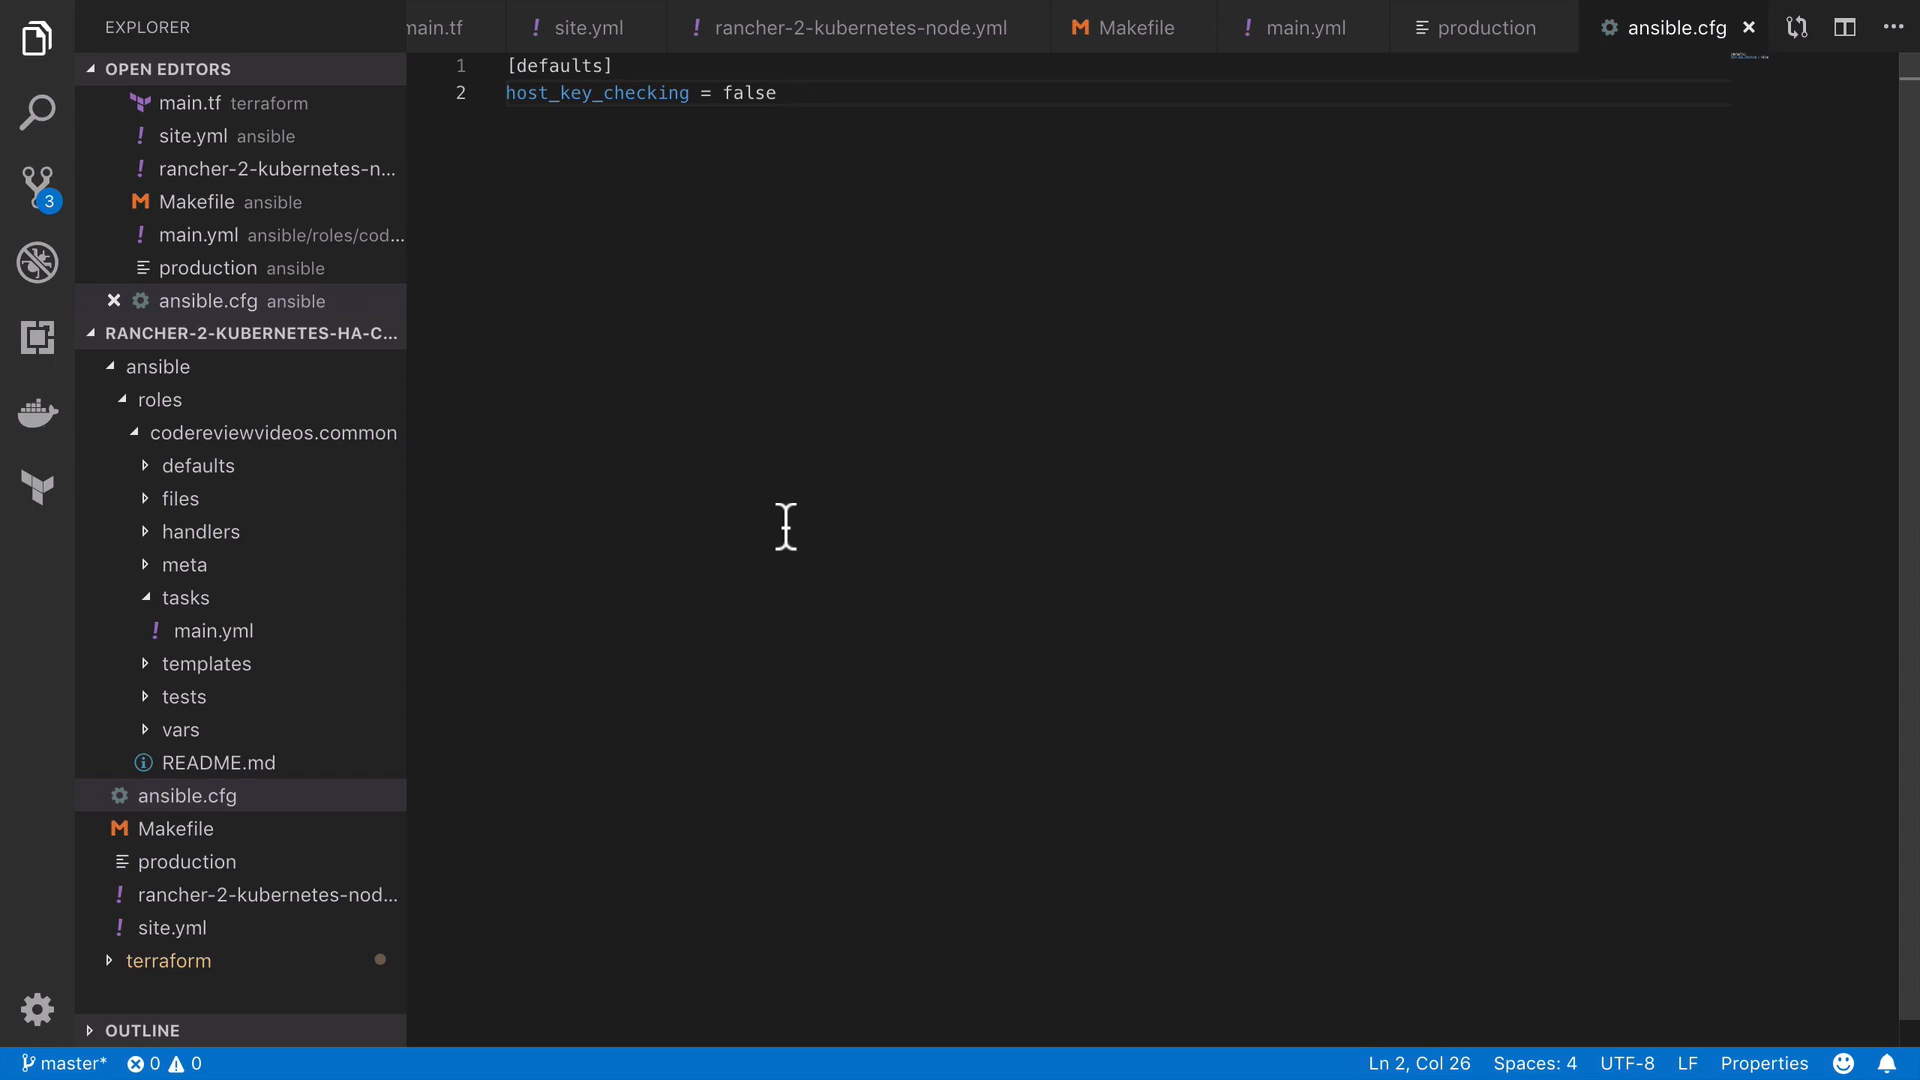 EXPLORER
main.tf
site.yml
rancher-2-kubernetes-node.yml
Makefile
main.yml
production
ansible.cfg
OPEN EDITORS
main.tf terraform
site.yml ansible
rancher-2-kubernetes-n...
Makefile ansible
main.yml ansible/roles/cod...
production ansible
ansible.cfg ansible
RANCHER-2-KUBERNETES-HA-C...
ansible
roles
codereviewvideos.common
defaults
files
handlers
meta
tasks
main.yml
templates
tests
vars
README.md
ansible.cfg
Makefile
production
rancher-2-kubernetes-nod...
site.yml
terraform
OUTLINE
1 [defaults]
2 host_key_checking = false
3
master* 0 0
Ln 2, Col 26 Spaces: 4 UTF-8 LF Properties